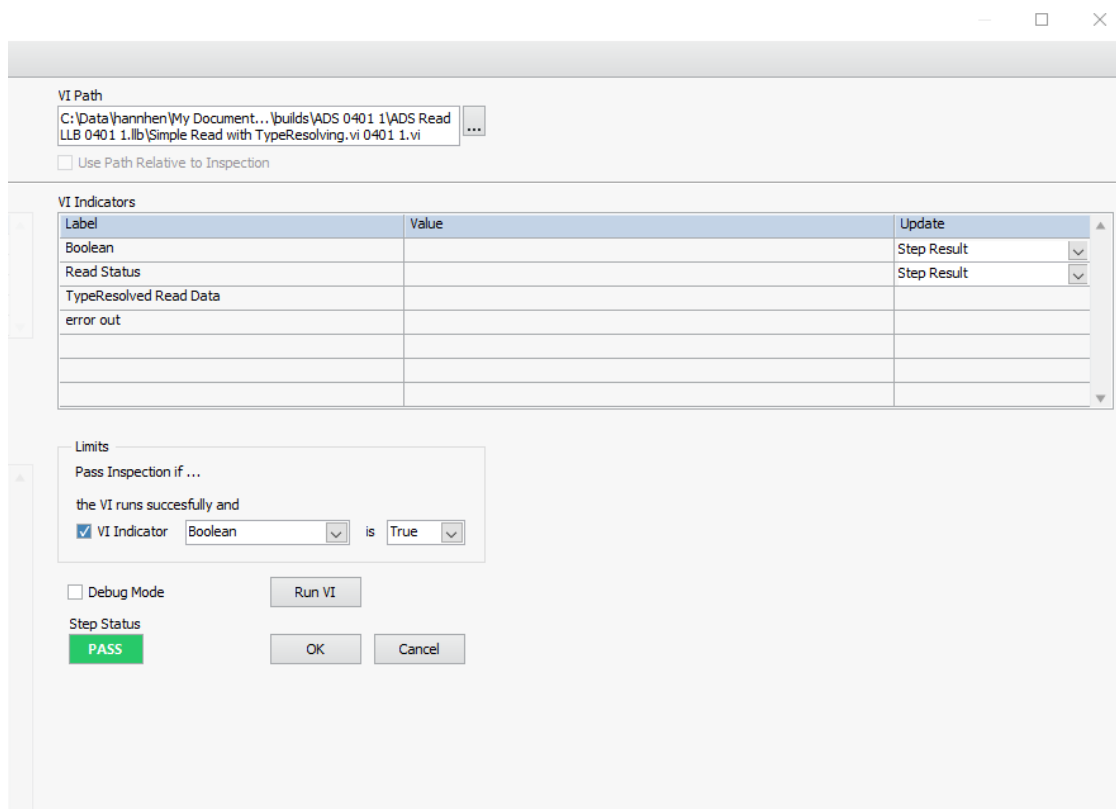 VI Path
C:\Data\hannhen\My Document...\builds\ADS 0401 1\ADS Read
LLB 0401 1.llb\Simple Read with TypeResolving.vi 0401 1.vi
...
Use Path Relative to Inspection
VI Indicators
Label Value Update
Boolean Step Result
Read Status Step Result
TypeResolved Read Data
error out
Limits
Pass Inspection if ...
the VI runs succesfully and
VI Indicator Boolean is True
Debug Mode Run VI
Step Status
PASS OK Cancel